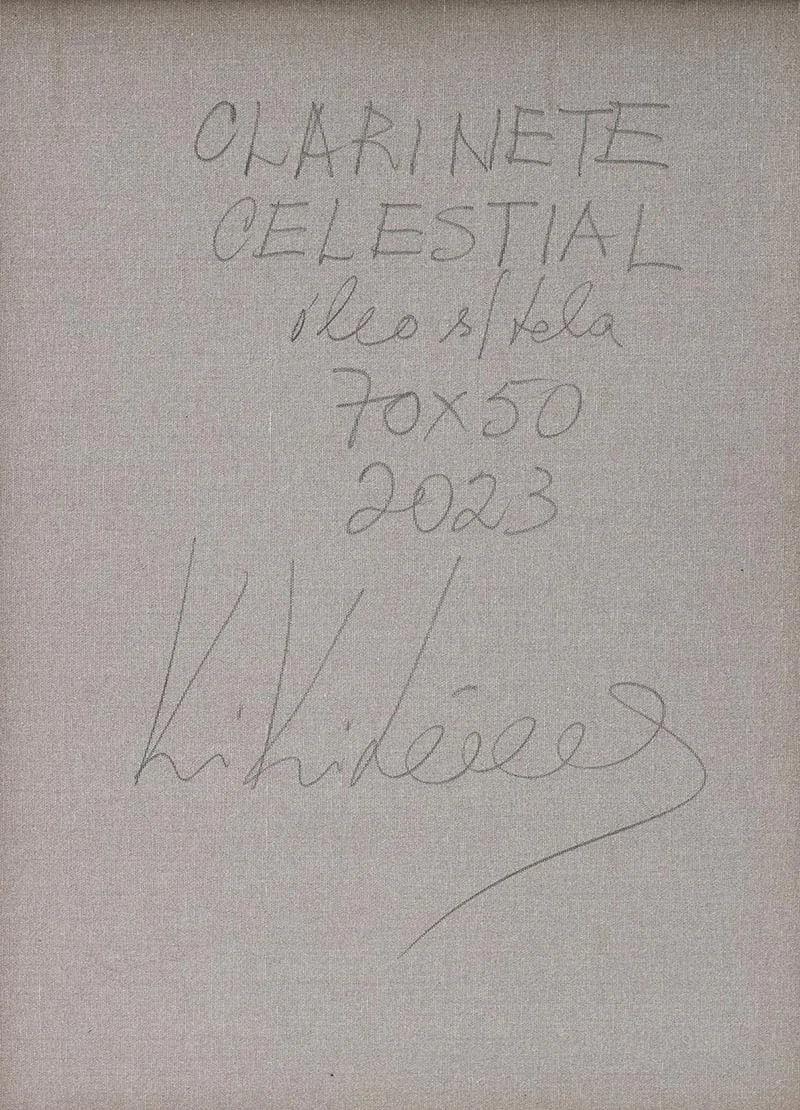 CLARINETE
CELESTIAL
óleo s/tela
70x50
2023